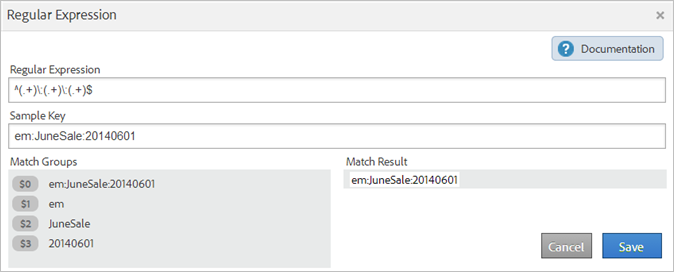 Regular Expression ×
? Documentation
Regular Expression
^(.+)\:(.+)\:(.+)$
Sample Key
em:JuneSale:20140601
Match Groups Match Result
$0 em:JuneSale:20140601 em:JuneSale:20140601
$1 em
$2 JuneSale
$3 20140601
Cancel Save